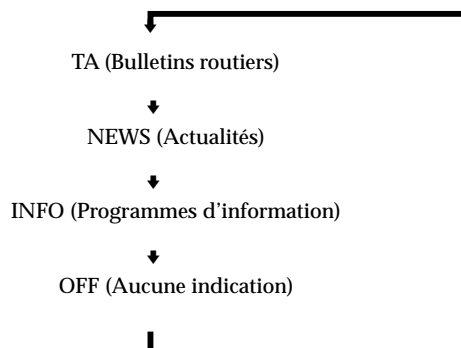 TA (Bulletins routiers)
NEWS (Actualités)
INFO (Programmes d'information)
OFF (Aucune indication)